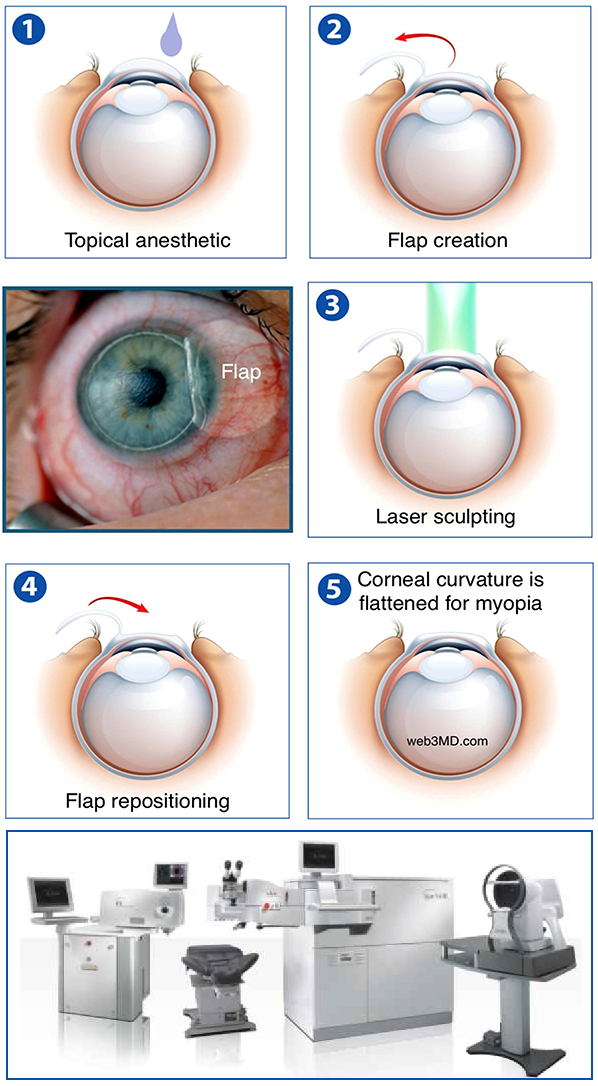 1
Topical anesthetic
2
Flap creation
Flap
3
Laser sculpting
4
Flap repositioning
5
Corneal curvature is
flattened for myopia
web3MD.com